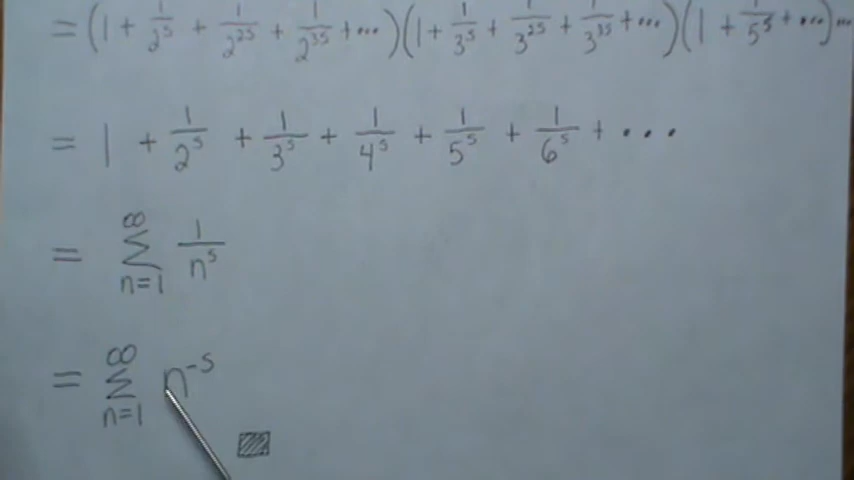 = (1 + 1/2^s + 1/2^2s + 1/2^3s + ···)(1 + 1/3^s + 1/3^2s + 1/3^3s + ···)(1 + 1/5^s + ···)···
= 1 + 1/2^s + 1/3^s + 1/4^s + 1/5^s + 1/6^s + ···
= ∞ Σ n=1 1/n^s
= ∞ Σ n=1 n^-s